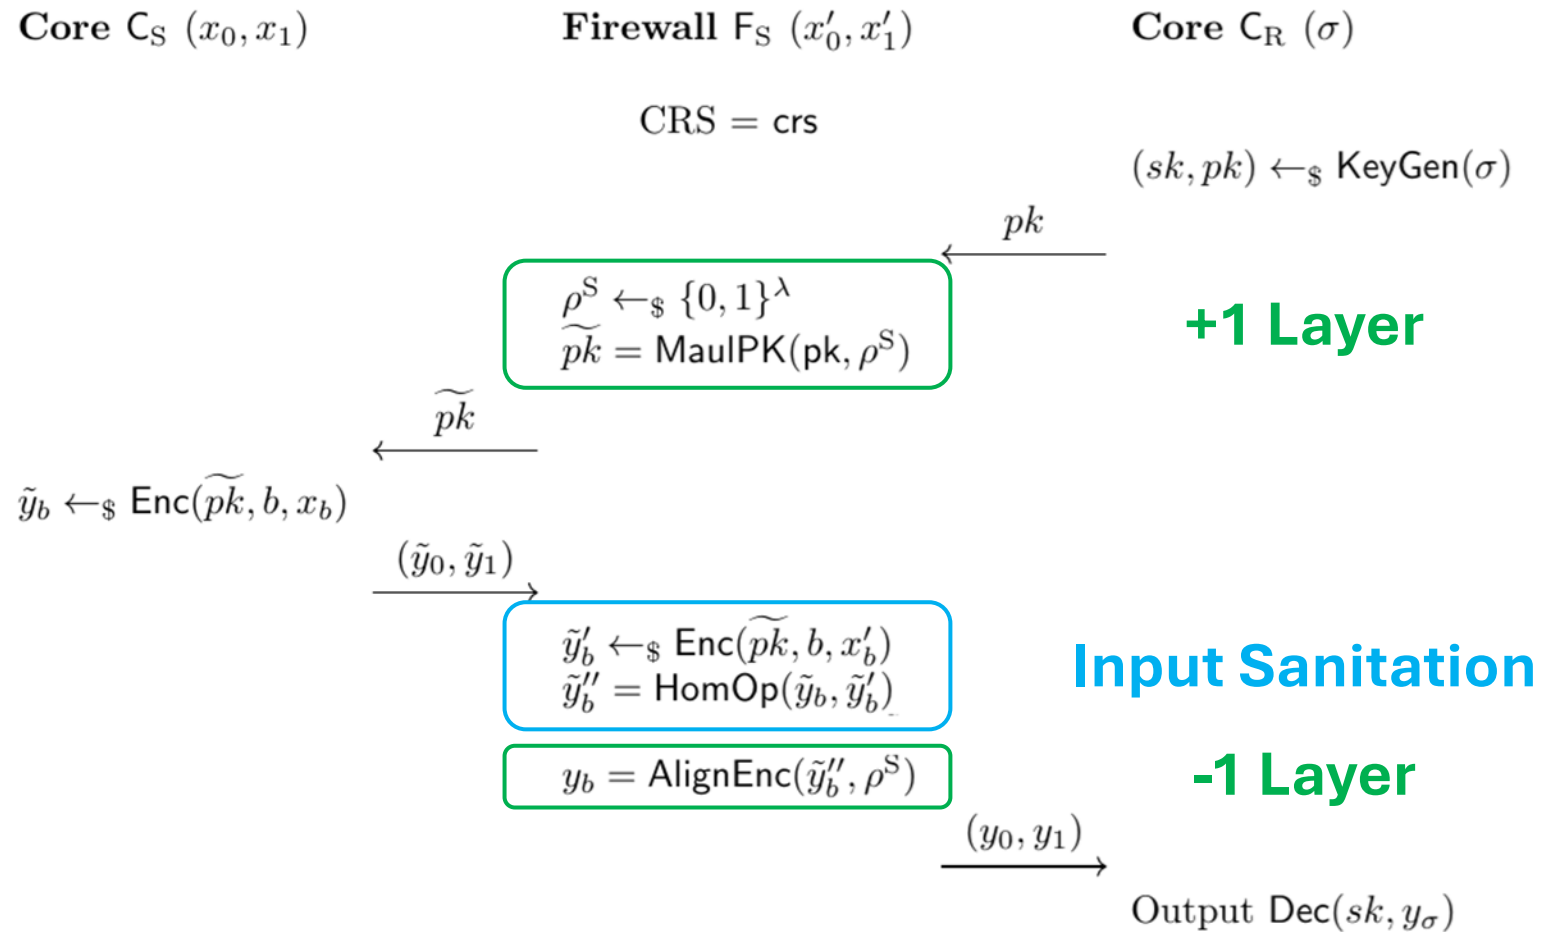 Core C_S (x_0, x_1)    Firewall F_S (x′_0, x′_1)    Core C_R (σ)
CRS = crs
(sk, pk) ←_$ KeyGen(σ)
pk
ρ^S ←_$ {0, 1}^λ
p͠k = MaulPK(pk, ρ^S)
+1 Layer
p͠k
ỹ_b ←_$ Enc(p͠k, b, x_b)
(ỹ_0, ỹ_1)
ỹ′_b ←_$ Enc(p͠k, b, x′_b)
ỹ″_b = HomOp(ỹ_b, ỹ′_b)
Input Sanitation
y_b = AlignEnc(ỹ″_b, ρ^S)
-1 Layer
(y_0, y_1)
Output Dec(sk, y_σ)